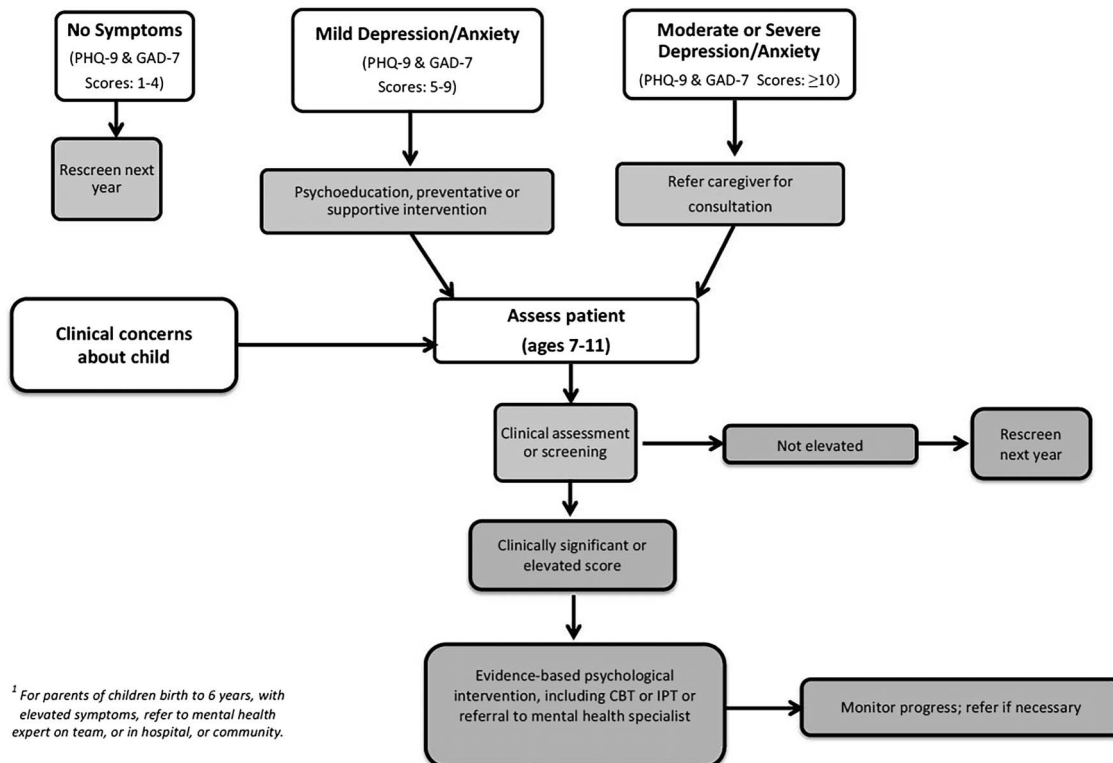 No Symptoms
(PHQ-9 & GAD-7
Scores: 1-4)
Mild Depression/Anxiety
(PHQ-9 & GAD-7
Scores: 5-9)
Moderate or Severe
Depression/Anxiety
(PHQ-9 & GAD-7 Scores: ≥10)
Rescreen next
year
Psychoeducation, preventative or
supportive intervention
Refer caregiver for
consultation
Clinical concerns
about child
Assess patient
(ages 7-11)
Clinical assessment
or screening
Not elevated
Rescreen
next year
Clinically significant or
elevated score
Evidence-based psychological
intervention, including CBT or IPT or
referral to mental health specialist
Monitor progress; refer if necessary
1 For parents of children birth to 6 years, with
elevated symptoms, refer to mental health
expert on team, or in hospital, or community.